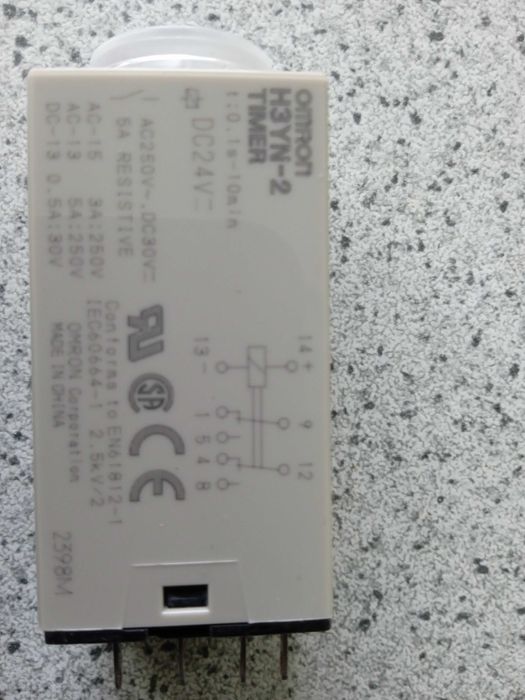 OMRON
H3YN-2
TIMER
t:0.1s-10min
DC24V
AC250V~,DC30V
5A RESISTIVE
AC-15 3A:250V
AC-13 5A:250V
DC-13 0.5A:30V
14+ 9 12
13- 1 5 4 8
Conforms to EN61812-1
IEC60664-1 2.5kV/2
OMRON Corporation
MADE IN CHINA
2398M